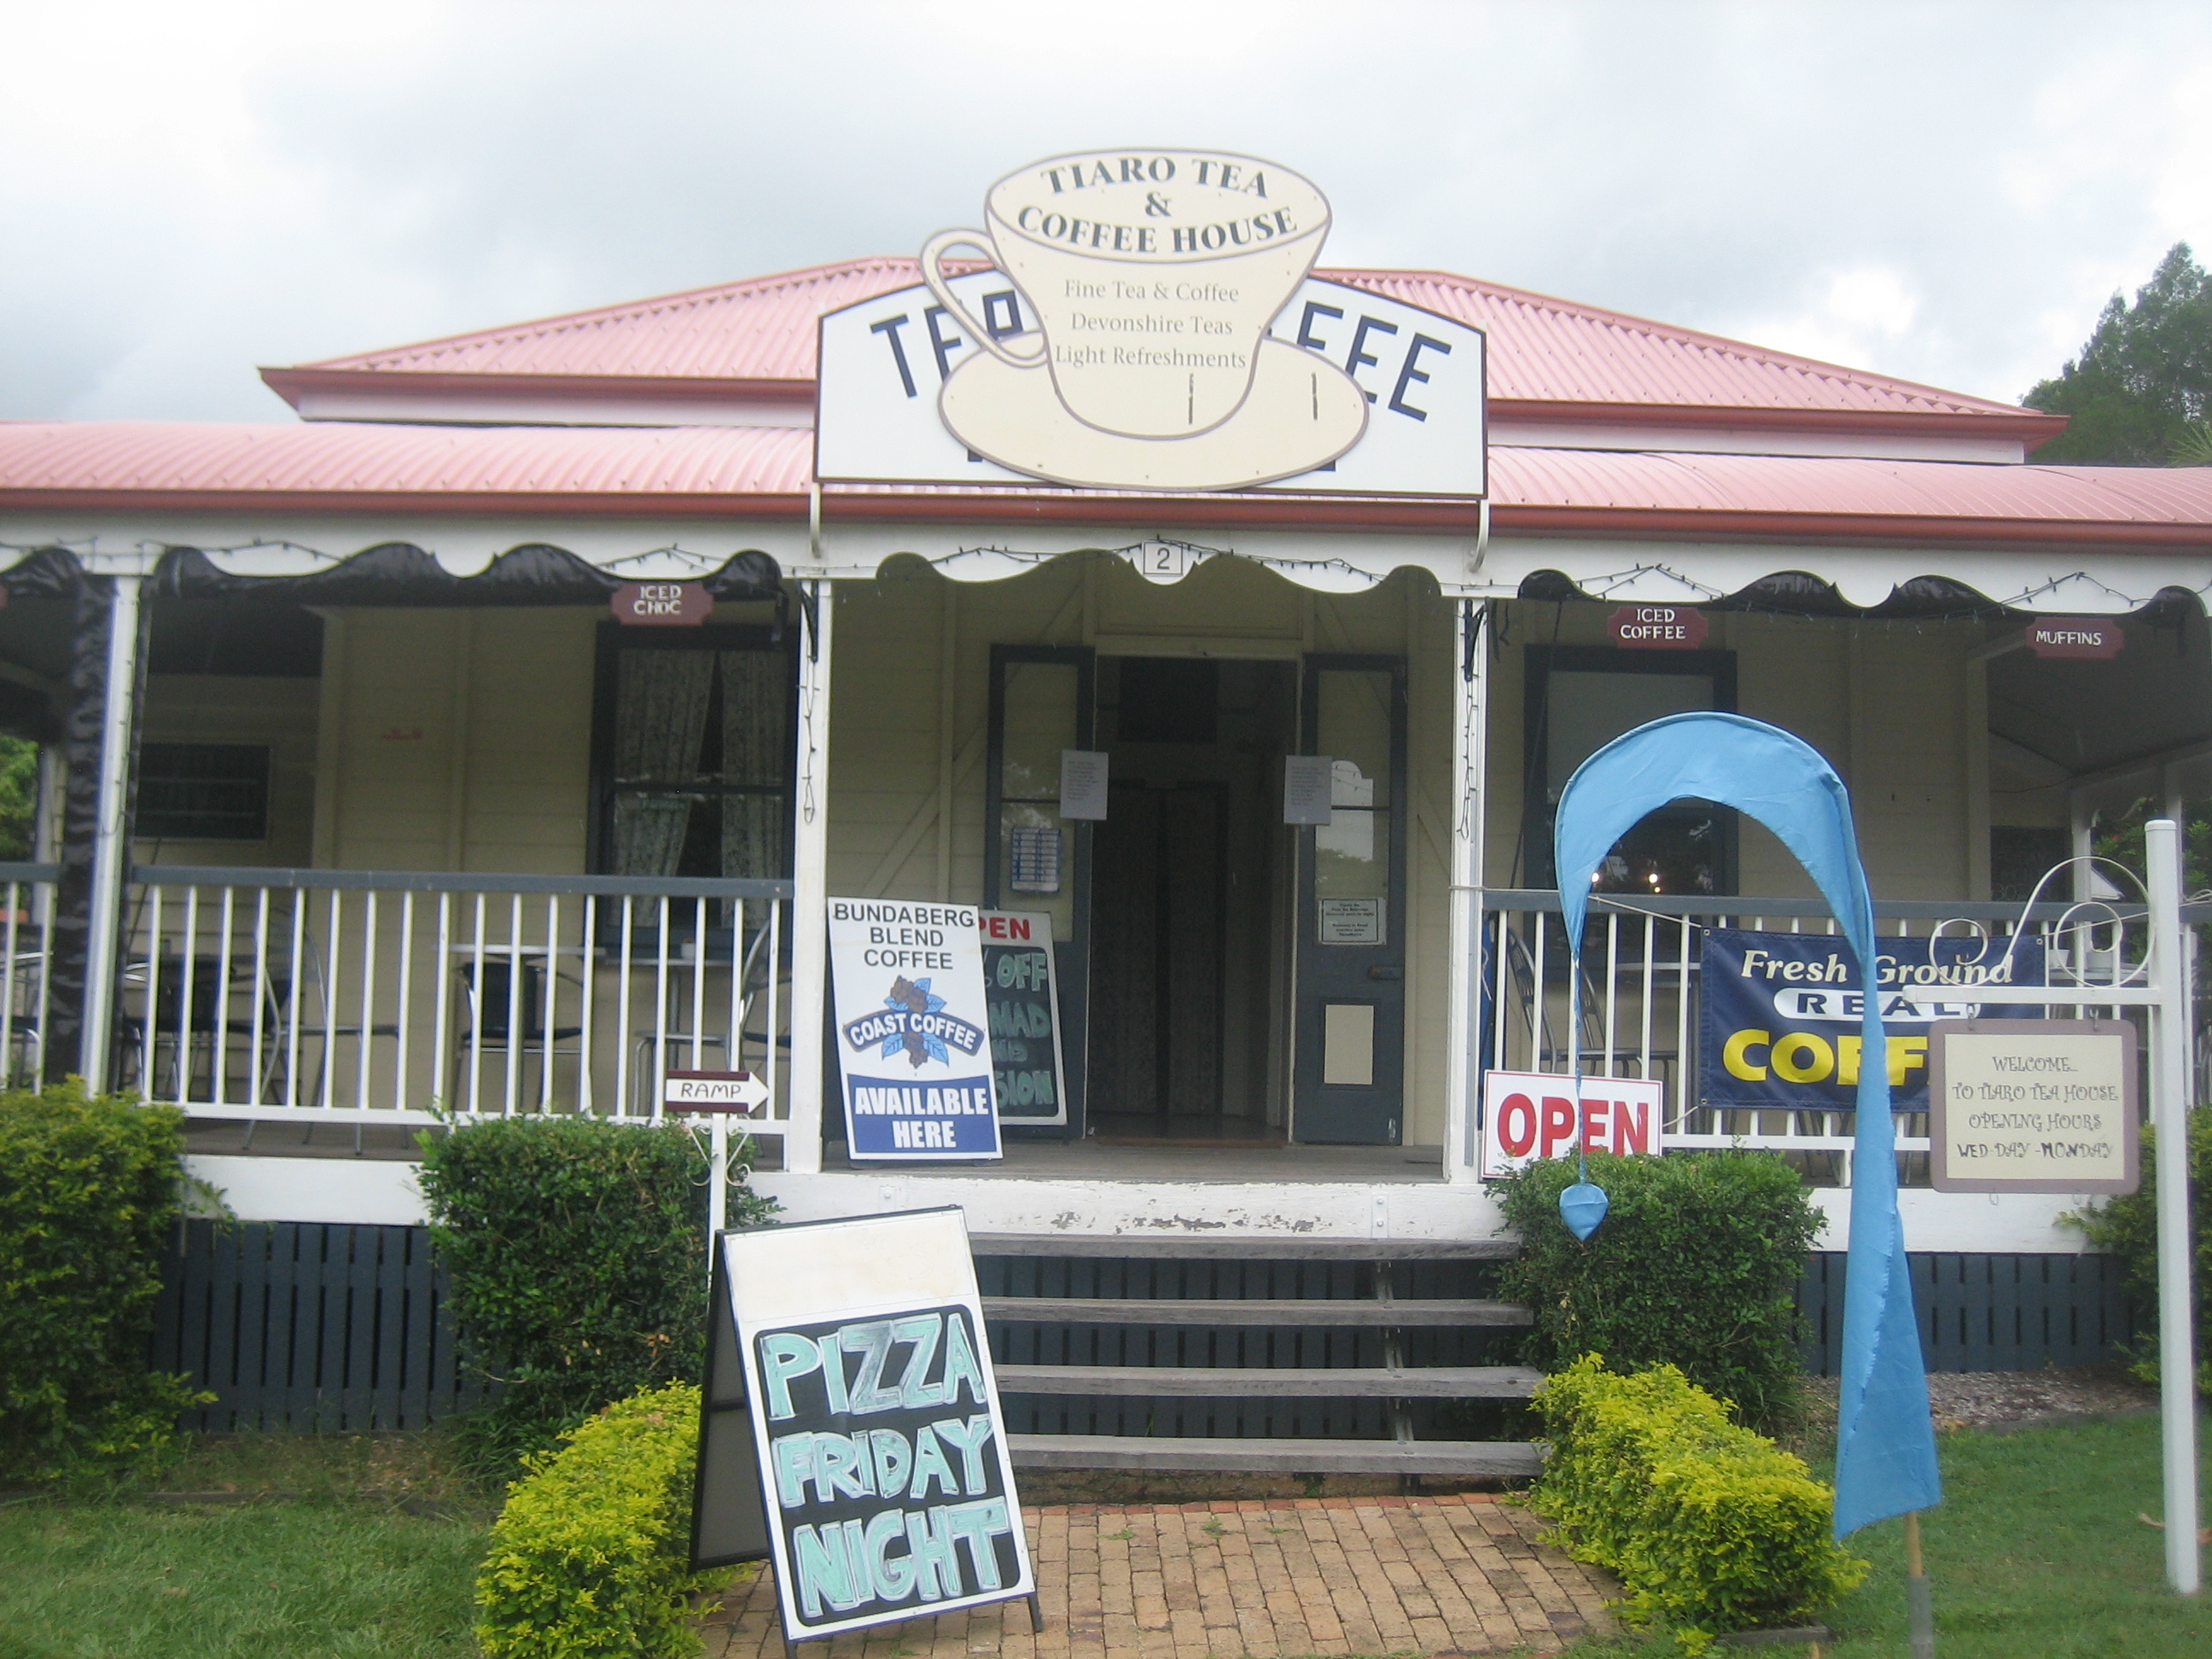 TIARO TEA
&
COFFEE HOUSE
Fine Tea & Coffee
Devonshire Teas
Light Refreshments
2
ICED
CHOC
ICED
COFFEE
MUFFINS
BUNDABERG
BLEND
COFFEE
COAST COFFEE
AVAILABLE
HERE
OFF
RAMP
OPEN
Fresh Ground
REAL
WELCOME...
TO TIARO TEA HOUSE
OPENING HOURS
WED-DAY-MONDAY
PIZZA
FRIDAY
NIGHT